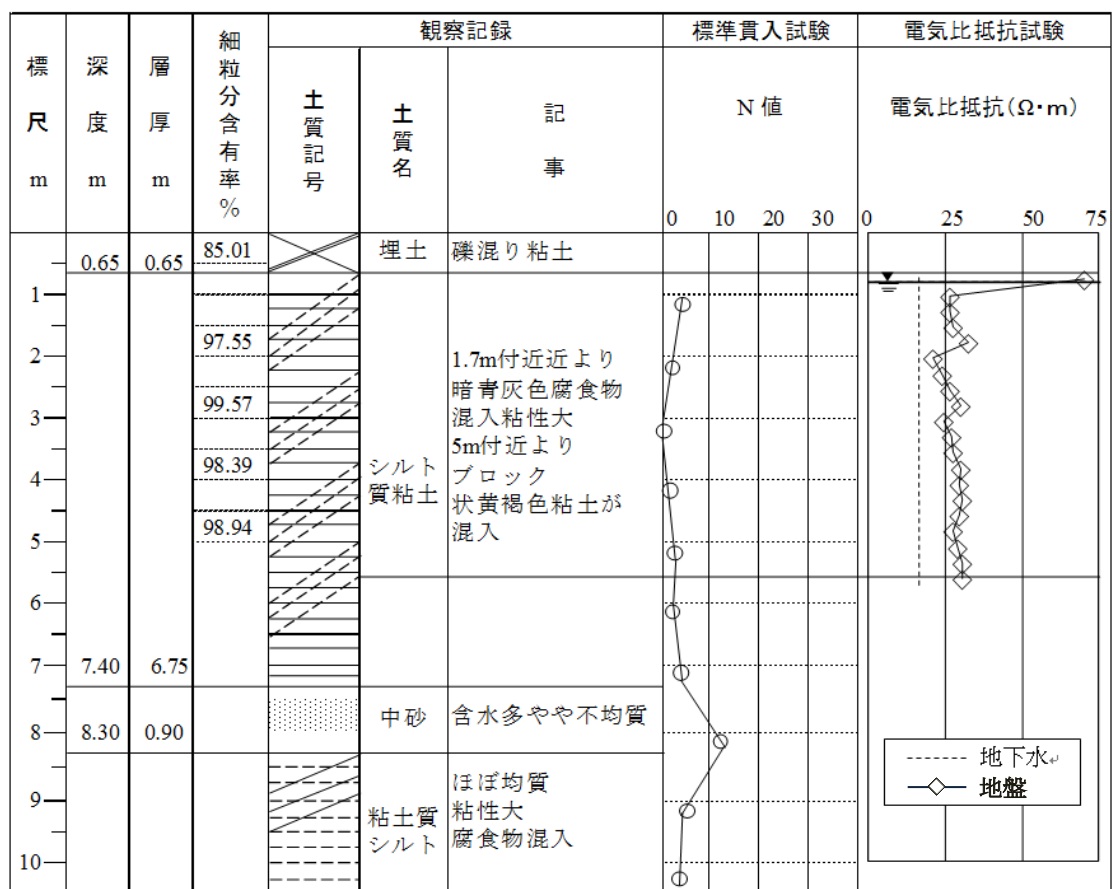 標尺 m
深度 m
層厚 m
細粒分含有率 %
観察記録
土質記号
土質名
記事
標準貫入試験
N 値
0 10 20 30
電気比抵抗試験
電気比抵抗(Ω・m)
0 25 50 75
0.65 0.65 85.01 埋土 礫混り粘土
1
97.55
2
99.57
3
98.39
4
98.94
5
シルト
質粘土
1.7m付近近より
暗青灰色腐食物
混入粘性大
5m付近より
ブロック
状黄褐色粘土が
混入
6
7 7.40 6.75
8 8.30 0.90 中砂 含水多やや不均質
9
粘土質
シルト
ほぼ均質
粘性大
腐食物混入
10
地下水↵
地盤